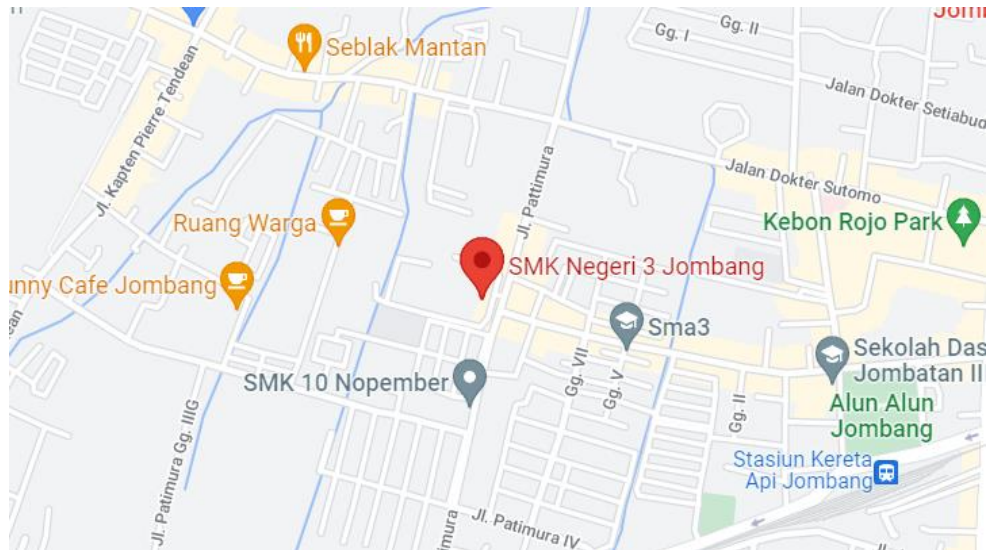 Gg. I
Gg. II
Seblak Mantan
Jl. Kapten Pierre Tendean
Jalan Dokter Setiabud
Jl. Pattimura
Jalan Dokter Sutomo
Ruang Warga
Kebon Rojo Park
SMK Negeri 3 Jombang
unny Cafe Jombang
Sma3
Sekolah Das
Jombatan II
SMK 10 Nopember
Gg. VII
Gg. V
Gg. II
Alun Alun
Jombang
Jl. Patimura Gg. IIIG
Stasiun Kereta
Api Jombang
Jl. Patimura IV